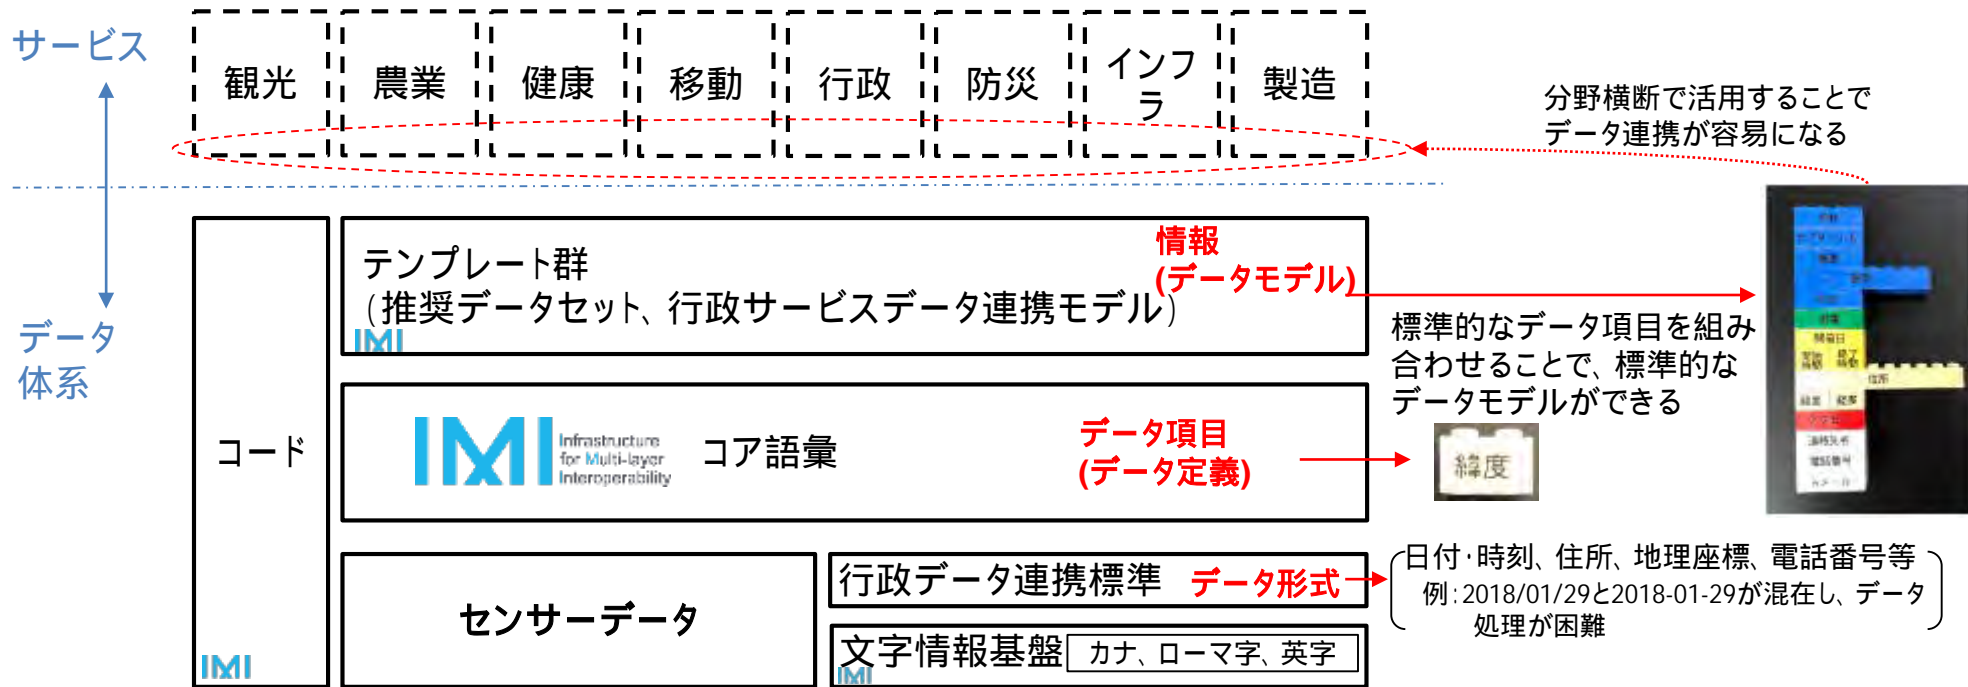 サービス
観光
農業
健康
移動
行政
防災
インフ
ラ
製造
分野横断で活用することで
データ連携が容易になる
データ
体系
コード
IMI
テンプレート群
(推奨データセット、行政サービスデータ連携モデル)
IMI
情報
(データモデル)
標準的なデータ項目を組み
合わせることで、標準的な
データモデルができる
IMI
Infrastructure
for Multi-layer
Interoperability
コア語彙
データ項目
(データ定義)
緯度
開催日
住所
電話番号
センサーデータ
行政データ連携標準
データ形式
日付・時刻、住所、地理座標、電話番号等
例:2018/01/29と2018-01-29が混在し、データ
処理が困難
文字情報基盤
カナ、ローマ字、英字
IMI